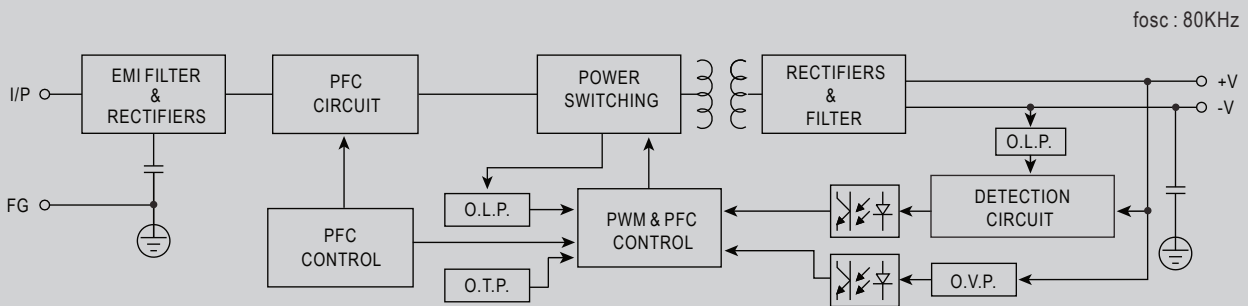 fosc : 80KHz
EMI FILTER
&
RECTIFIERS
PFC
CIRCUIT
POWER
SWITCHING
RECTIFIERS
&
FILTER
I/P
+V
-V
O.L.P.
FG
O.L.P.
PFC
CONTROL
PWM & PFC
CONTROL
DETECTION
CIRCUIT
O.T.P.
O.V.P.